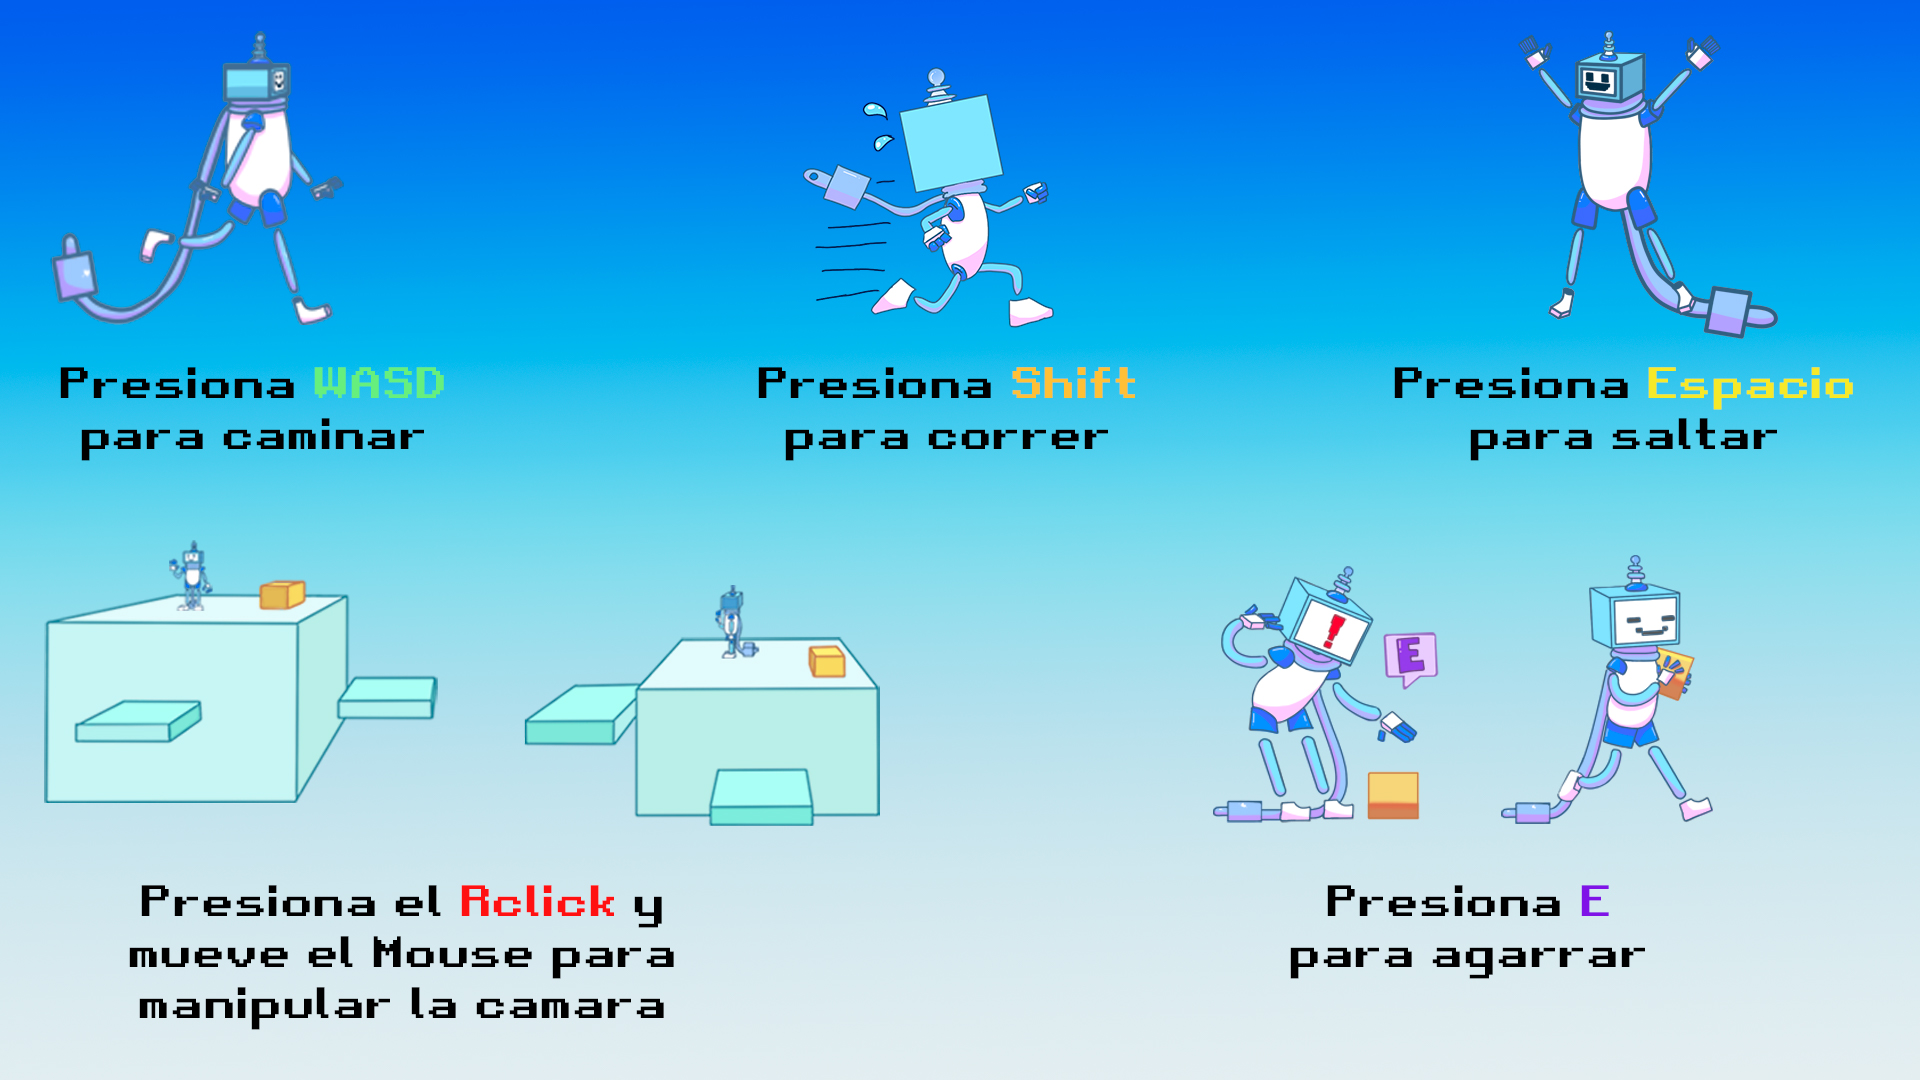 Presiona WASD
para caminar
Presiona Shift
para correr
Presiona Espacio
para saltar
!
E
Presiona el Rclick y
mueve el Mouse para
manipular la camara
Presiona E
para agarrar